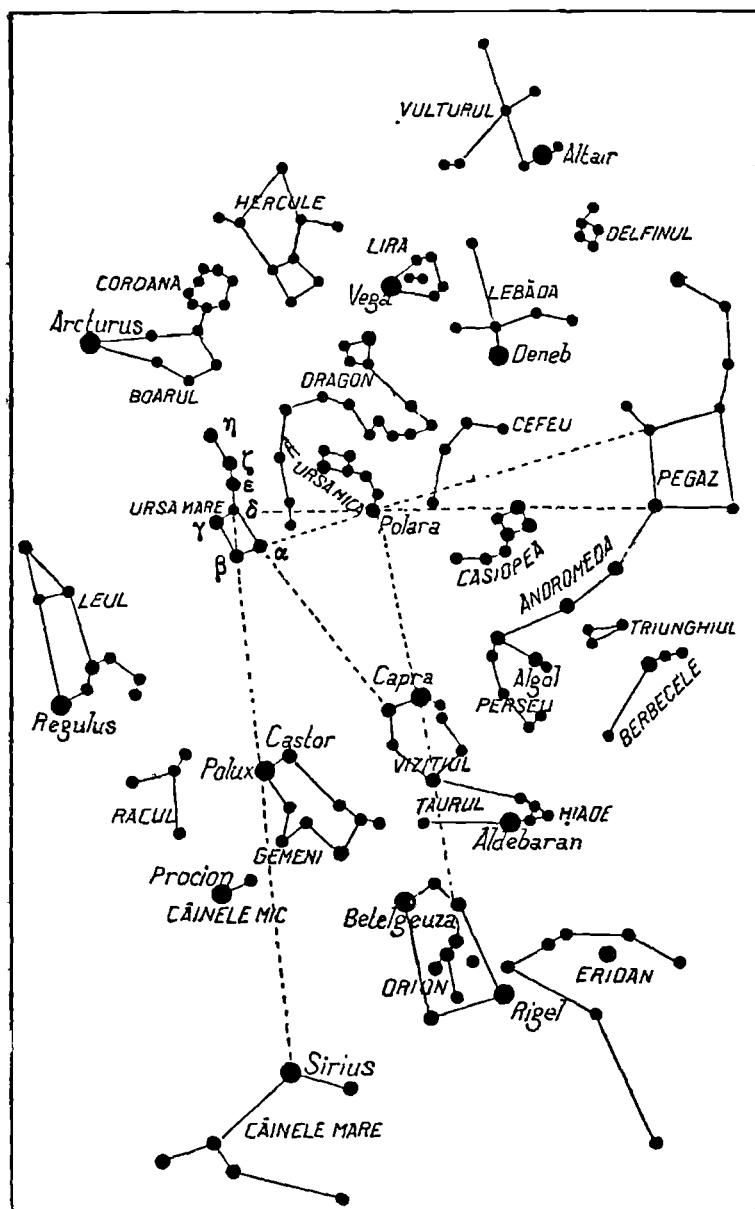 VULTURUL
Altair
HERCULE
DELFINUL
LIRA
COROANA
Vega
LEBĂDA
Arcturus
Deneb
DRAGON
BOARUL
CEFEU
η
ζ
URSA MICA
ε
PEGAZ
URSA MARE
δ
γ
Polara
α
β
CASIOPEA
ANDROMEDA
LEUL
TRIUNGHIUL
Algol
Capra
PERSEU
BERBECELE
Regulus
Castor
Polux
VIZITIUL
TAURUL
HIADE
RACUL
Aldebaran
GEMENI
Procion
CÂINELE MIC
Betelgeuza
ORION
ERIDAN
Rigel
Sirius
CÂINELE MARE